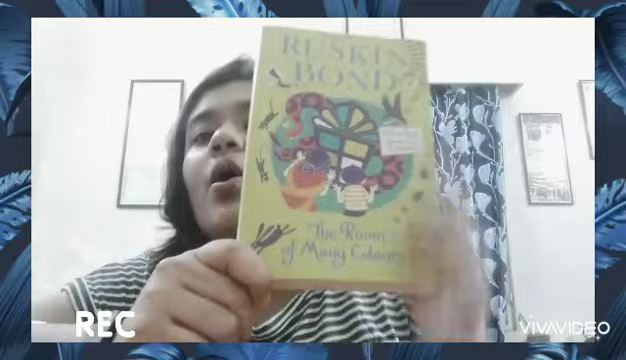 RUSKIN
BOND
The Room
of Many Colours
REC
VIVAVIDEO